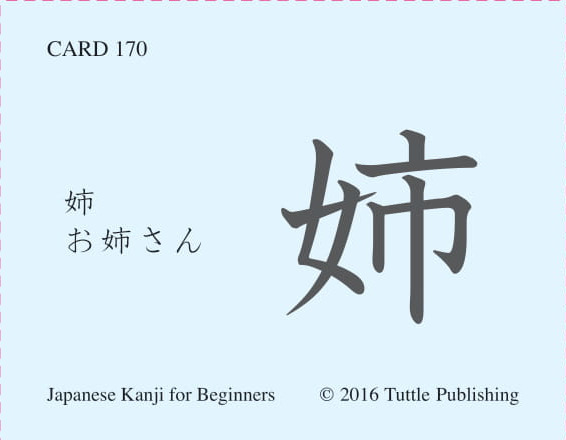 CARD 170
姉
お姉さん
姉
Japanese Kanji for Beginners
© 2016 Tuttle Publishing